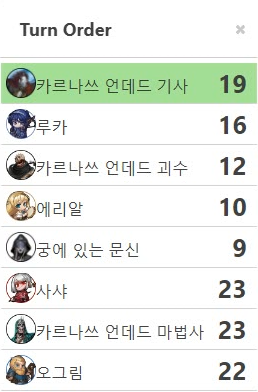 Turn Order ×
카르나쓰 언데드 기사 19
루카 16
카르나쓰 언데드 괴수 12
에리알 10
궁에 있는 문신 9
사샤 23
카르나쓰 언데드 마법사 23
오그림 22